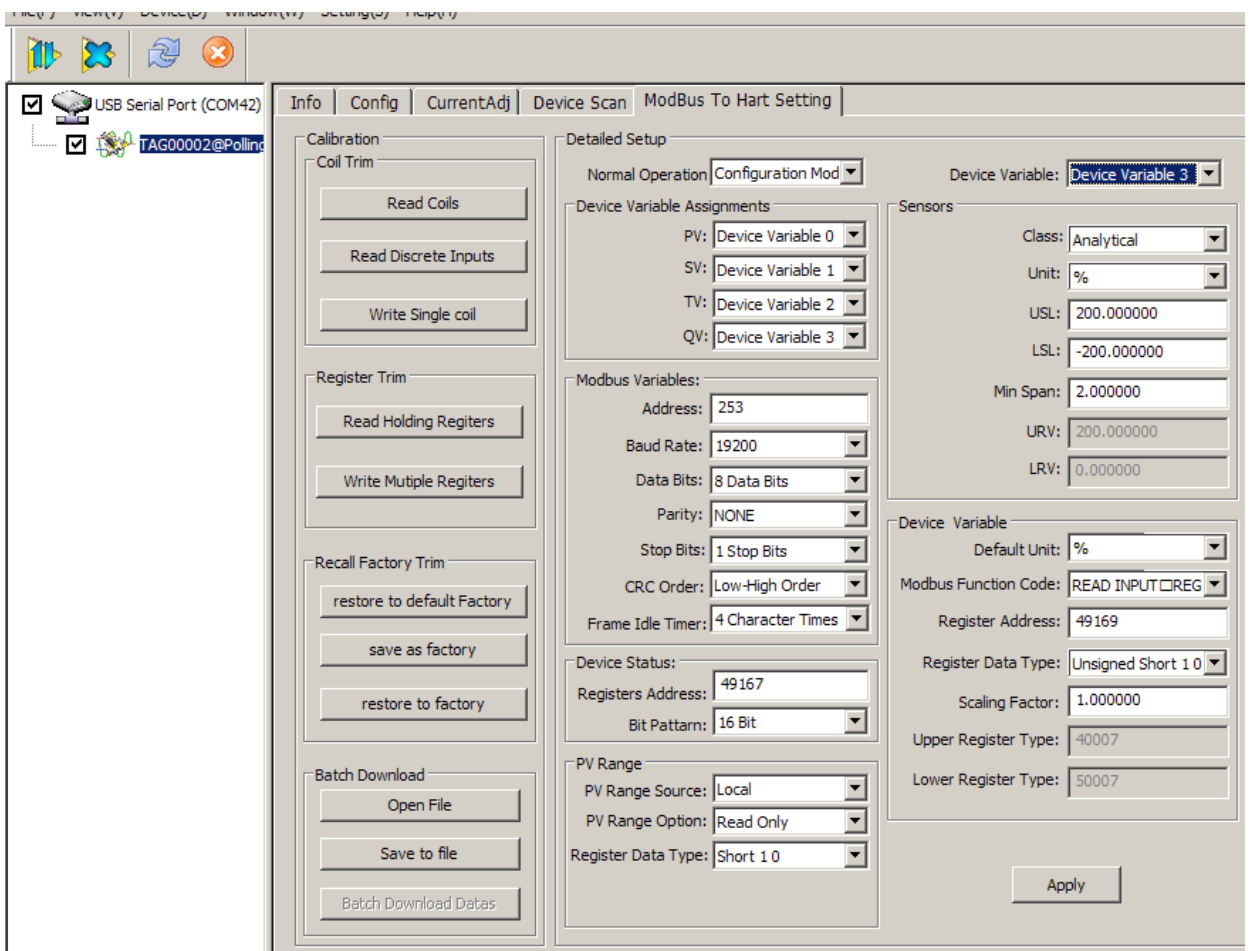 File(F) View(V) Device(D) Window(W) Setting(S) Help(H)
USB Serial Port (COM42)
TAG00002@Polling
Info
Config
CurrentAdj
Device Scan
ModBus To Hart Setting
Calibration
Coil Trim
Read Coils
Read Discrete Inputs
Write Single coil
Register Trim
Read Holding Regiters
Write Mutiple Regiters
Recall Factory Trim
restore to default Factory
save as factory
restore to factory
Batch Download
Open File
Save to file
Batch Download Datas
Detailed Setup
Normal Operation Configuration Mod
Device Variable Assignments
PV: Device Variable 0
SV: Device Variable 1
TV: Device Variable 2
QV: Device Variable 3
Modbus Variables:
Address: 253
Baud Rate: 19200
Data Bits: 8 Data Bits
Parity: NONE
Stop Bits: 1 Stop Bits
CRC Order: Low-High Order
Frame Idle Timer: 4 Character Times
Device Status:
Registers Address: 49167
Bit Pattarn: 16 Bit
PV Range
PV Range Source: Local
PV Range Option: Read Only
Register Data Type: Short 1 0
Device Variable: Device Variable 3
Sensors
Class: Analytical
Unit: %
USL: 200.000000
LSL: -200.000000
Min Span: 2.000000
URV: 200.000000
LRV: 0.000000
Device Variable
Default Unit: %
Modbus Function Code: READ INPUT□REG
Register Address: 49169
Register Data Type: Unsigned Short 1 0
Scaling Factor: 1.000000
Upper Register Type: 40007
Lower Register Type: 50007
Apply